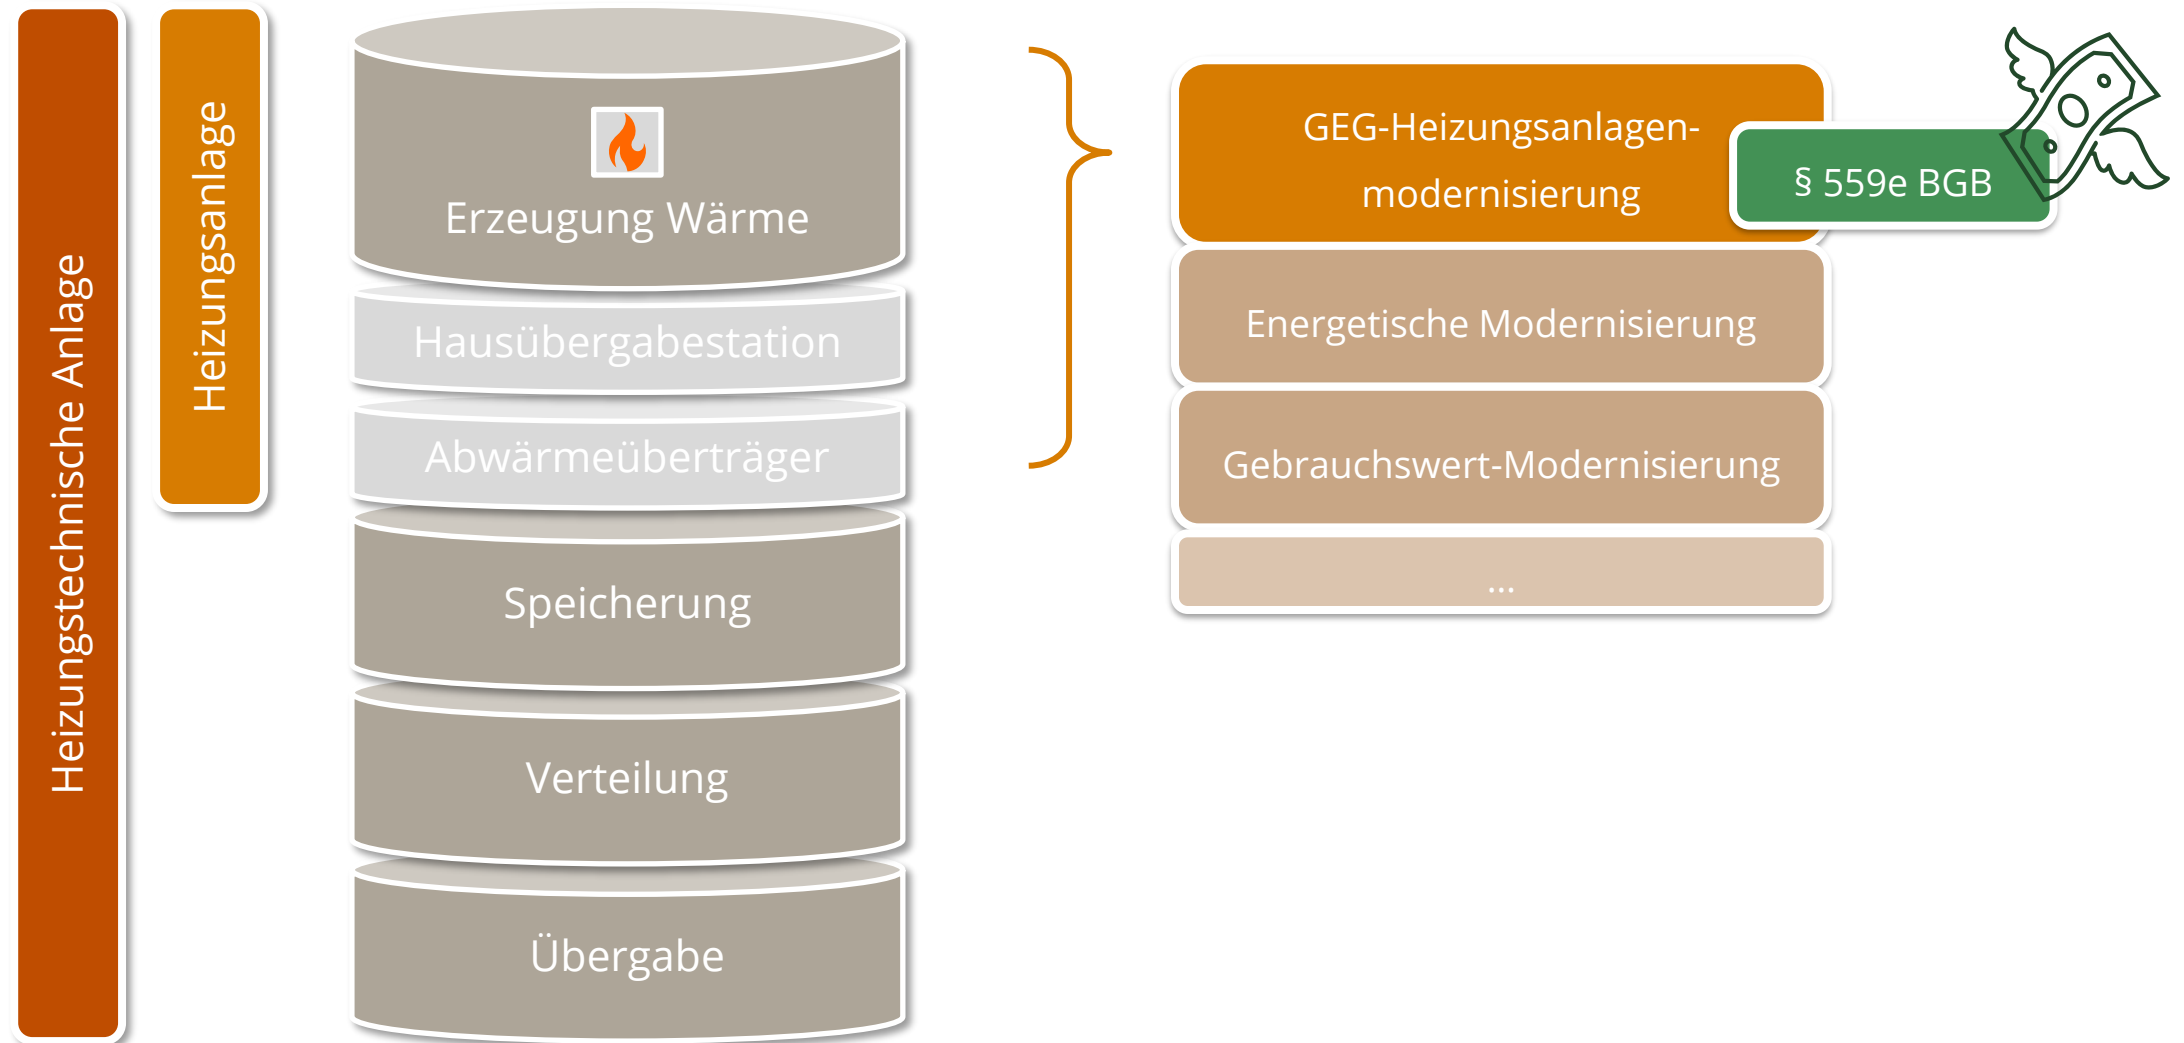 Heizungstechnische Anlage
Heizungsanlage
Erzeugung Wärme
Hausübergabestation
Abwärmeüberträger
Speicherung
Verteilung
Übergabe
GEG-Heizungsanlagen-
modernisierung
§ 559e BGB
Energetische Modernisierung
Gebrauchswert-Modernisierung
...